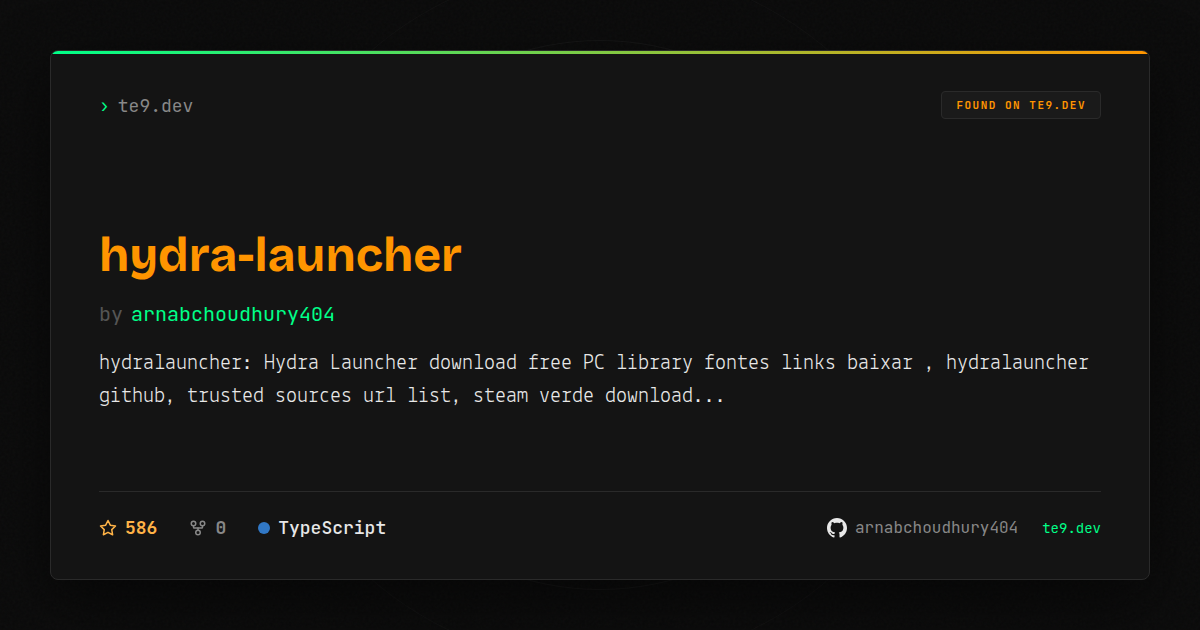 › te9.dev
FOUND ON TE9.DEV
hydra-launcher
by arnabchoudhury404
hydralauncher: Hydra Launcher download free PC library fontes links baixar , hydralauncher
github, trusted sources url list, steam verde download...
586 0 TypeScript
arnabchoudhury404 te9.dev